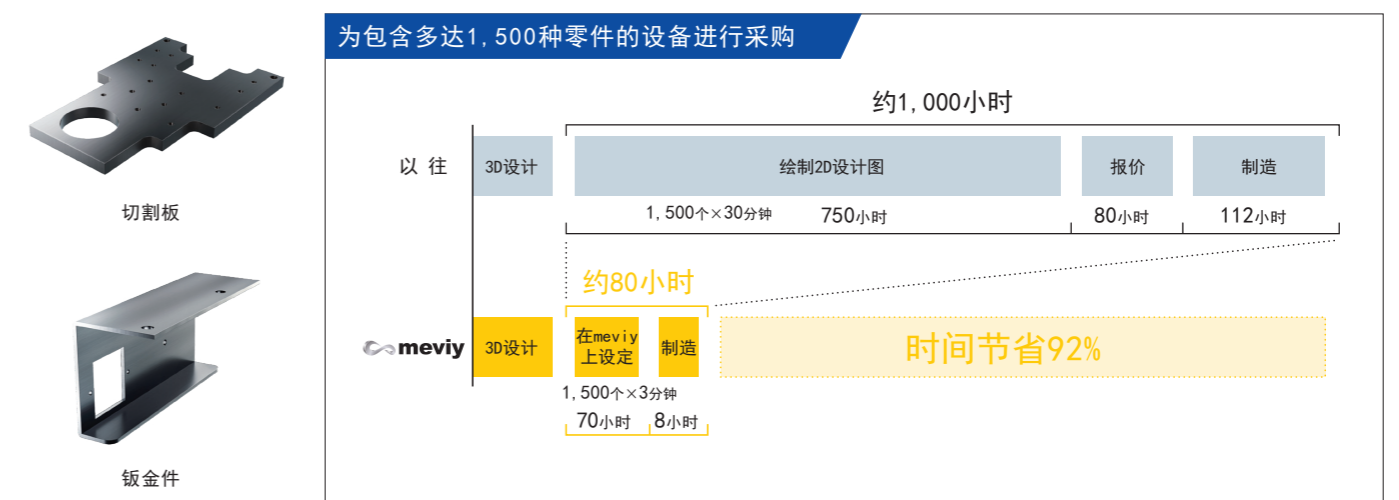 切割板
钣金件
为包含多达1,500种零件的设备进行采购
约1,000小时
以往
3D设计
绘制2D设计图
报价
制造
1,500个×30分钟
750小时
80小时
112小时
约80小时
meviy
3D设计
在meviy
上设定
制造
时间节省92%
1,500个×3分钟
70小时
8小时